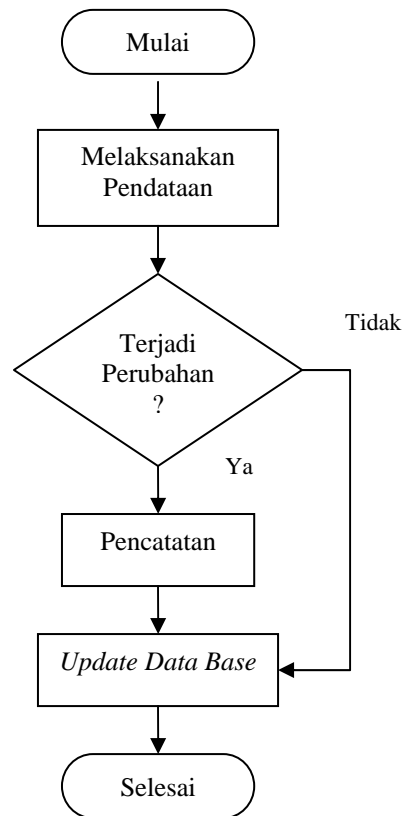 Mulai
Melaksanakan
Pendataan
Tidak
Terjadi
Perubahan
?
Ya
Pencatatan
Update Data Base
Selesai